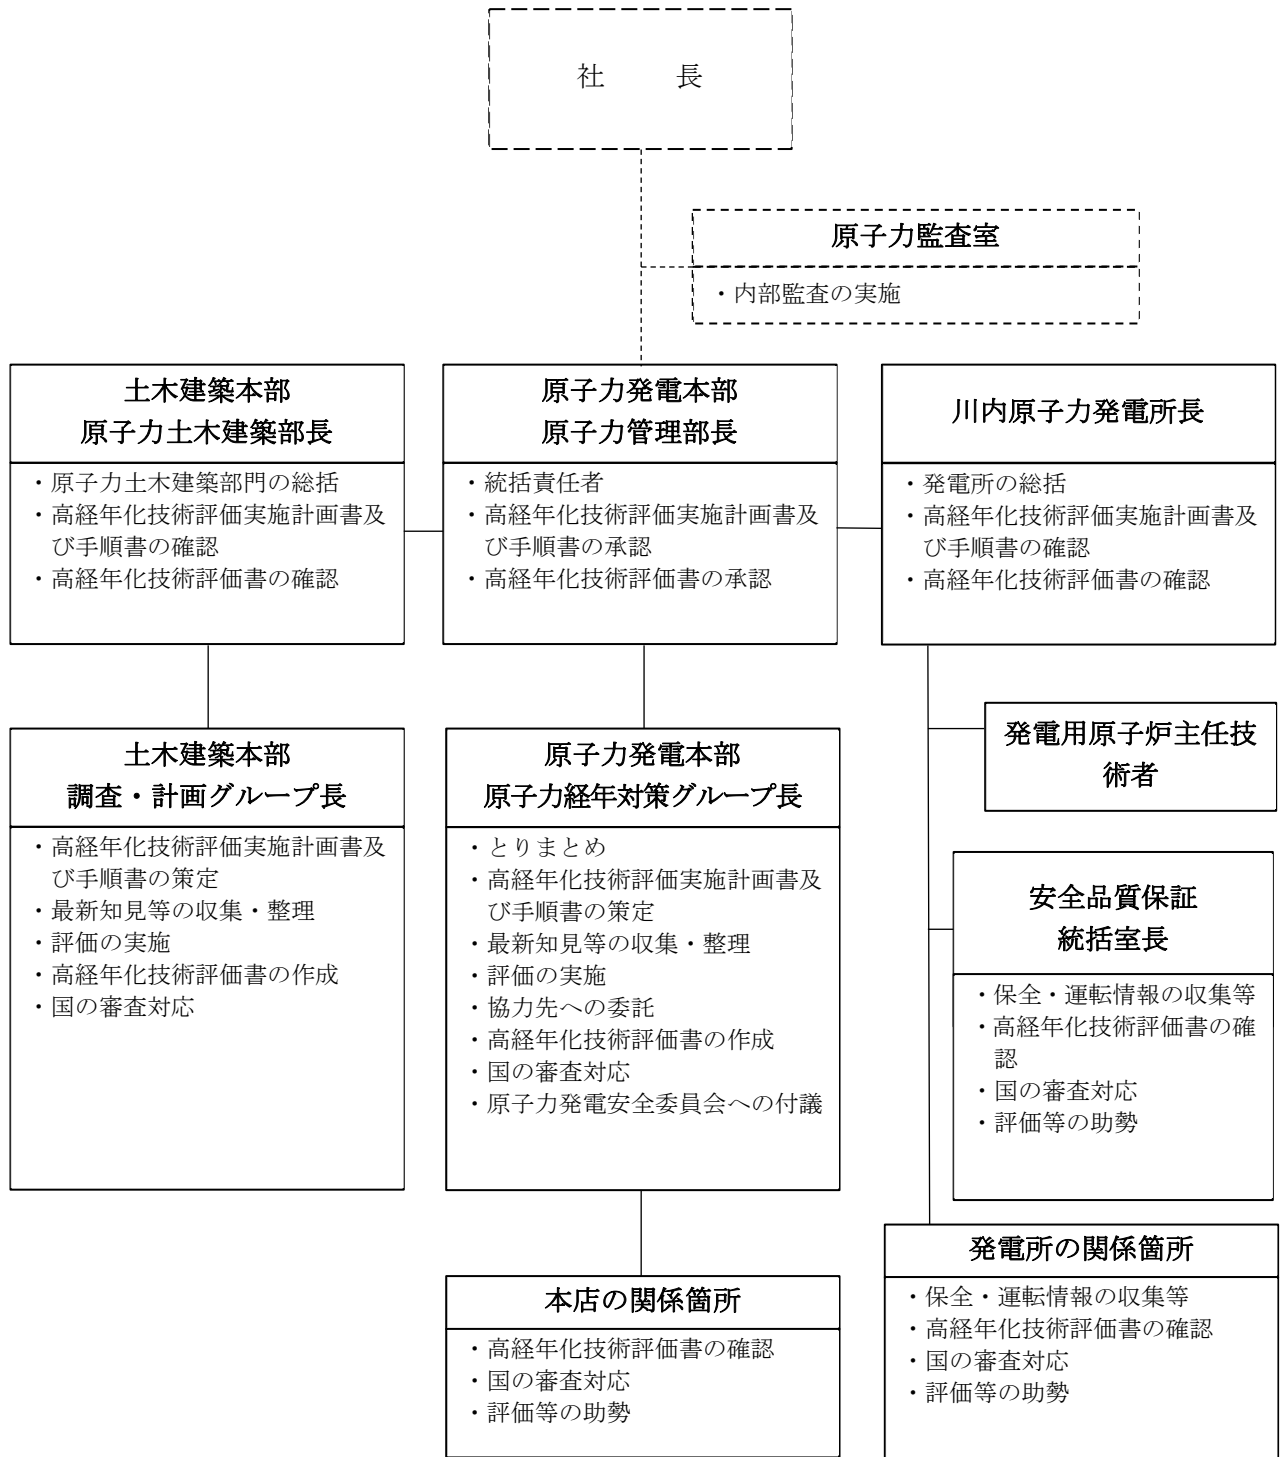 社　　長
原子力監査室
・内部監査の実施
土木建築本部
原子力土木建築部長
・原子力土木建築部門の総括
・高経年化技術評価実施計画書及
び手順書の確認
・高経年化技術評価書の確認
原子力発電本部
原子力管理部長
・統括責任者
・高経年化技術評価実施計画書及
び手順書の承認
・高経年化技術評価書の承認
川内原子力発電所長
・発電所の総括
・高経年化技術評価実施計画書及
び手順書の確認
・高経年化技術評価書の確認
土木建築本部
調査・計画グループ長
・高経年化技術評価実施計画書及
び手順書の策定
・最新知見等の収集・整理
・評価の実施
・高経年化技術評価書の作成
・国の審査対応
原子力発電本部
原子力経年対策グループ長
・とりまとめ
・高経年化技術評価実施計画書及
び手順書の策定
・最新知見等の収集・整理
・評価の実施
・協力先への委託
・高経年化技術評価書の作成
・国の審査対応
・原子力発電安全委員会への付議
発電用原子炉主任技
術者
安全品質保証
統括室長
・保全・運転情報の収集等
・高経年化技術評価書の確
認
・国の審査対応
・評価等の助勢
本店の関係箇所
・高経年化技術評価書の確認
・国の審査対応
・評価等の助勢
発電所の関係箇所
・保全・運転情報の収集等
・高経年化技術評価書の確認
・国の審査対応
・評価等の助勢